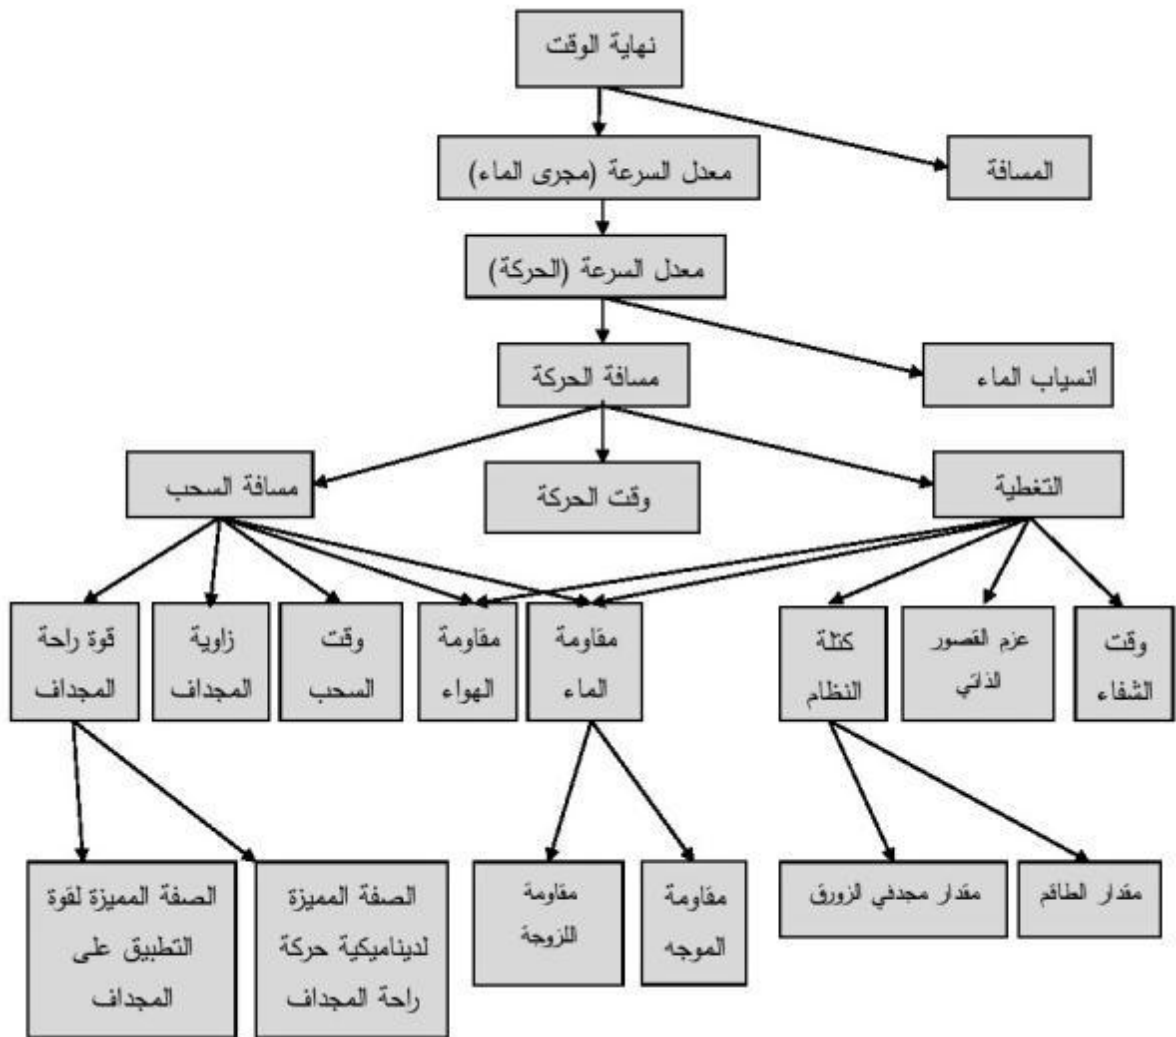 نهاية الوقت
معدل السرعة (مجرى الماء)
المسافة
معدل السرعة (الحركة)
مسافة الحركة
انسياب الماء
مسافة السحب
وقت الحركة
التغطية
قوة راحة
المجداف
زاوية
المجداف
وقت
السحب
مقاومة
الهواء
مقاومة
الماء
كتلة
النظام
عزم القصور
الذاتي
وقت
الشفاء
الصفة المميزة لقوة
التطبيق على
المجداف
الصفة المميزة
لديناميكية حركة
راحة المجداف
مقاومة
اللزوجة
مقاومة
الموجه
مقدار مجدفي الزورق
مقدار الطاقم